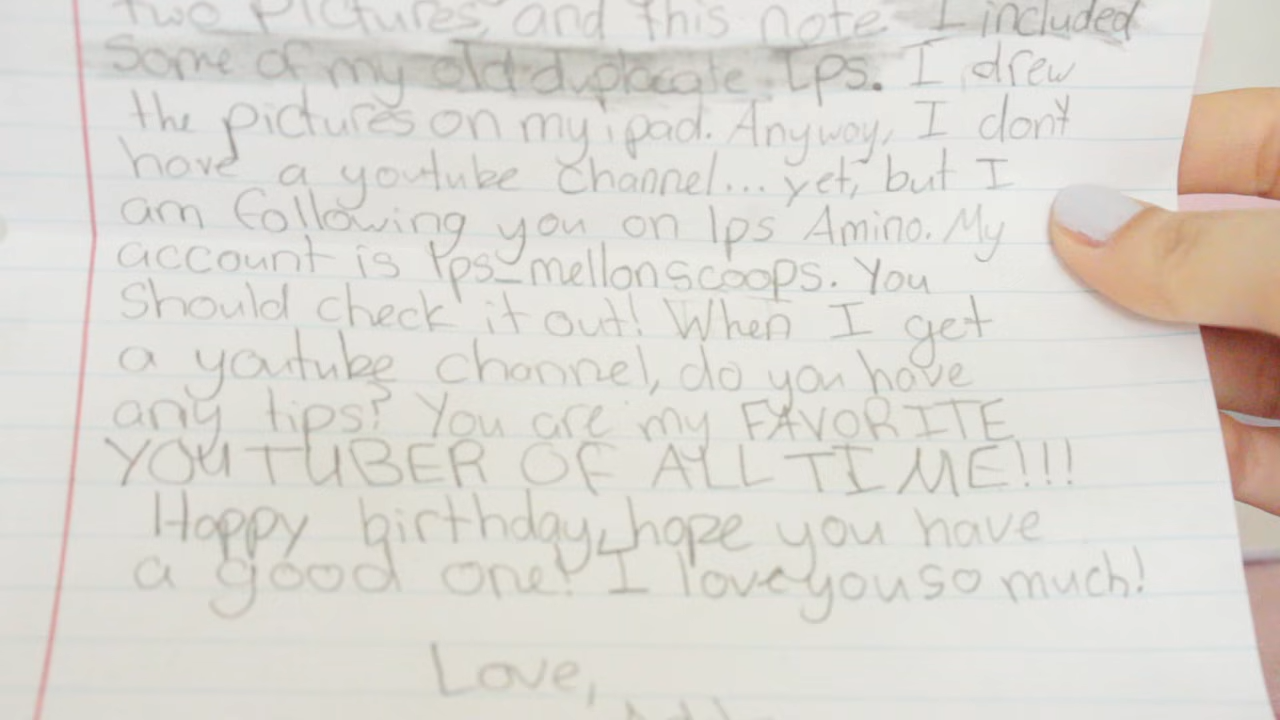 two pictures, and this note I included
Some of my old duplacate lps. I drew
the pictures on my ipad. Anyway, I don't
have a youtube channel... yet, but I
am following you on lps Amino. My
account is lps_mellonscoops. You
should check it out! When I get
a youtube channel, do you have
any tips? You are my FAVORITE
YOUTUBER OF ALL TIME!!!
Happy birthday, hope you have
a good one! I love you so much!
Love,